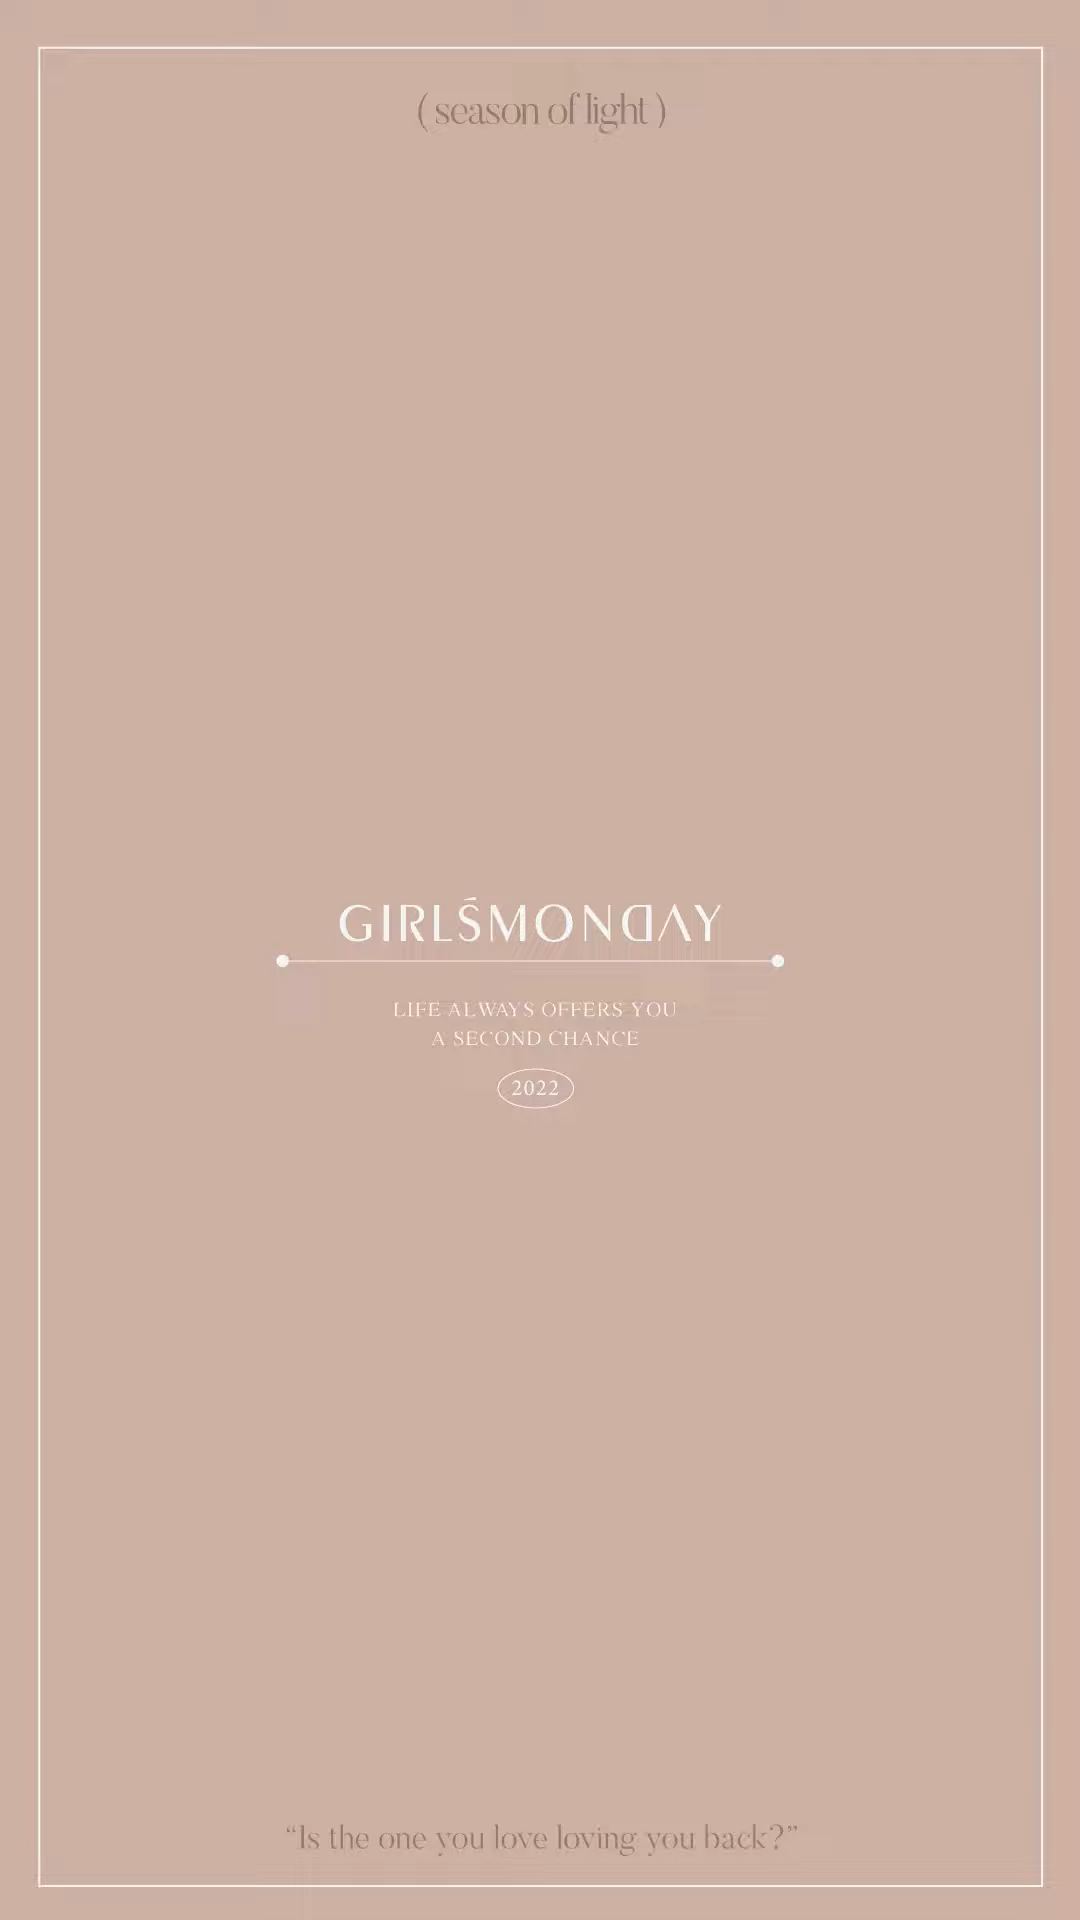 ( season of light )
GIRLŚMONDAY
LIFE ALWAYS OFFERS YOU
A SECOND CHANCE
2022
“Is the one you love loving you back?”